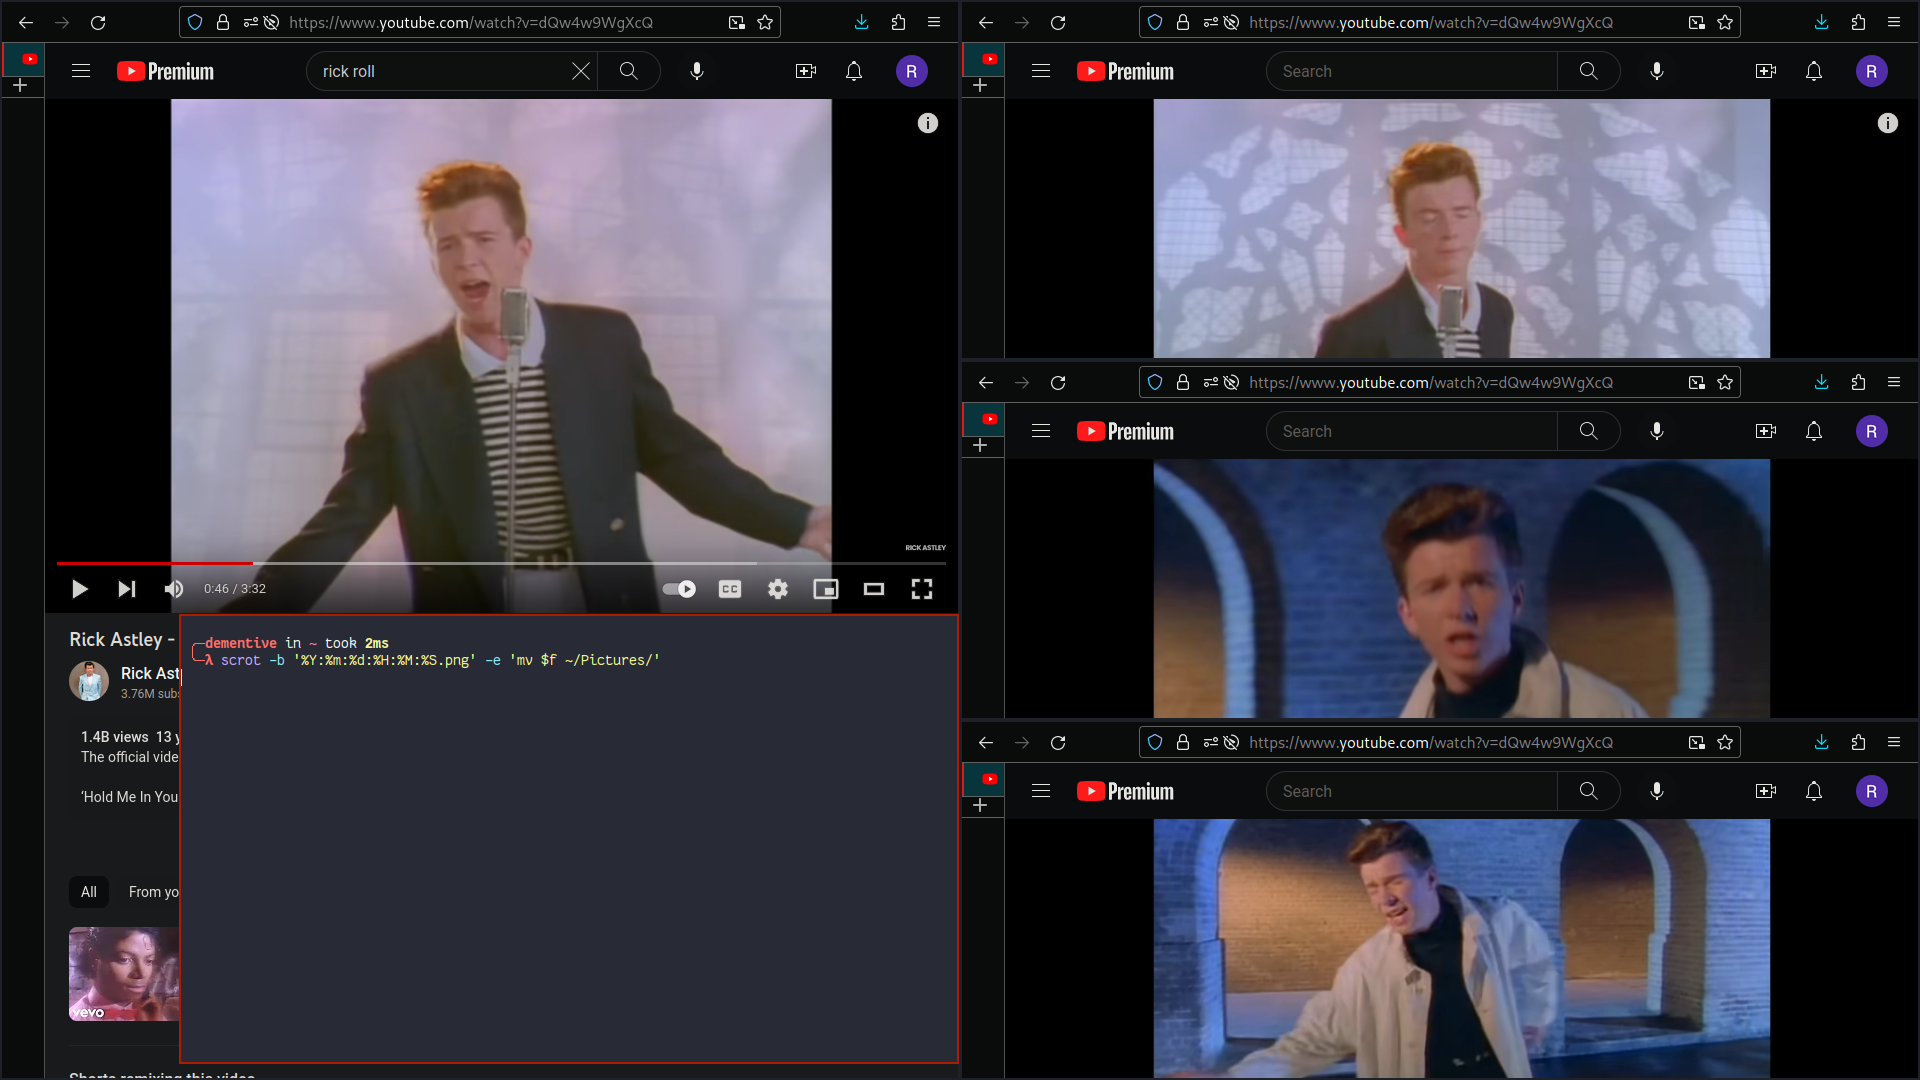 https://www.youtube.com/watch?v=dQw4w9WgXcQ
Premium
rick roll
R
RICK ASTLEY
0:46 / 3:32
CC
Rick Astley -
Rick Ast
3.76M subs
1.4B views 13 y
The official vide
‘Hold Me In You
All
From yo
vevo
Shorts remixing this video
dementive in ~ took 2ms
λ scrot -b '%Y:%m:%d:%H:%M:%S.png' -e 'mv $f ~/Pictures/'
https://www.youtube.com/watch?v=dQw4w9WgXcQ
Premium
Search
R
https://www.youtube.com/watch?v=dQw4w9WgXcQ
Premium
Search
R
https://www.youtube.com/watch?v=dQw4w9WgXcQ
Premium
Search
R